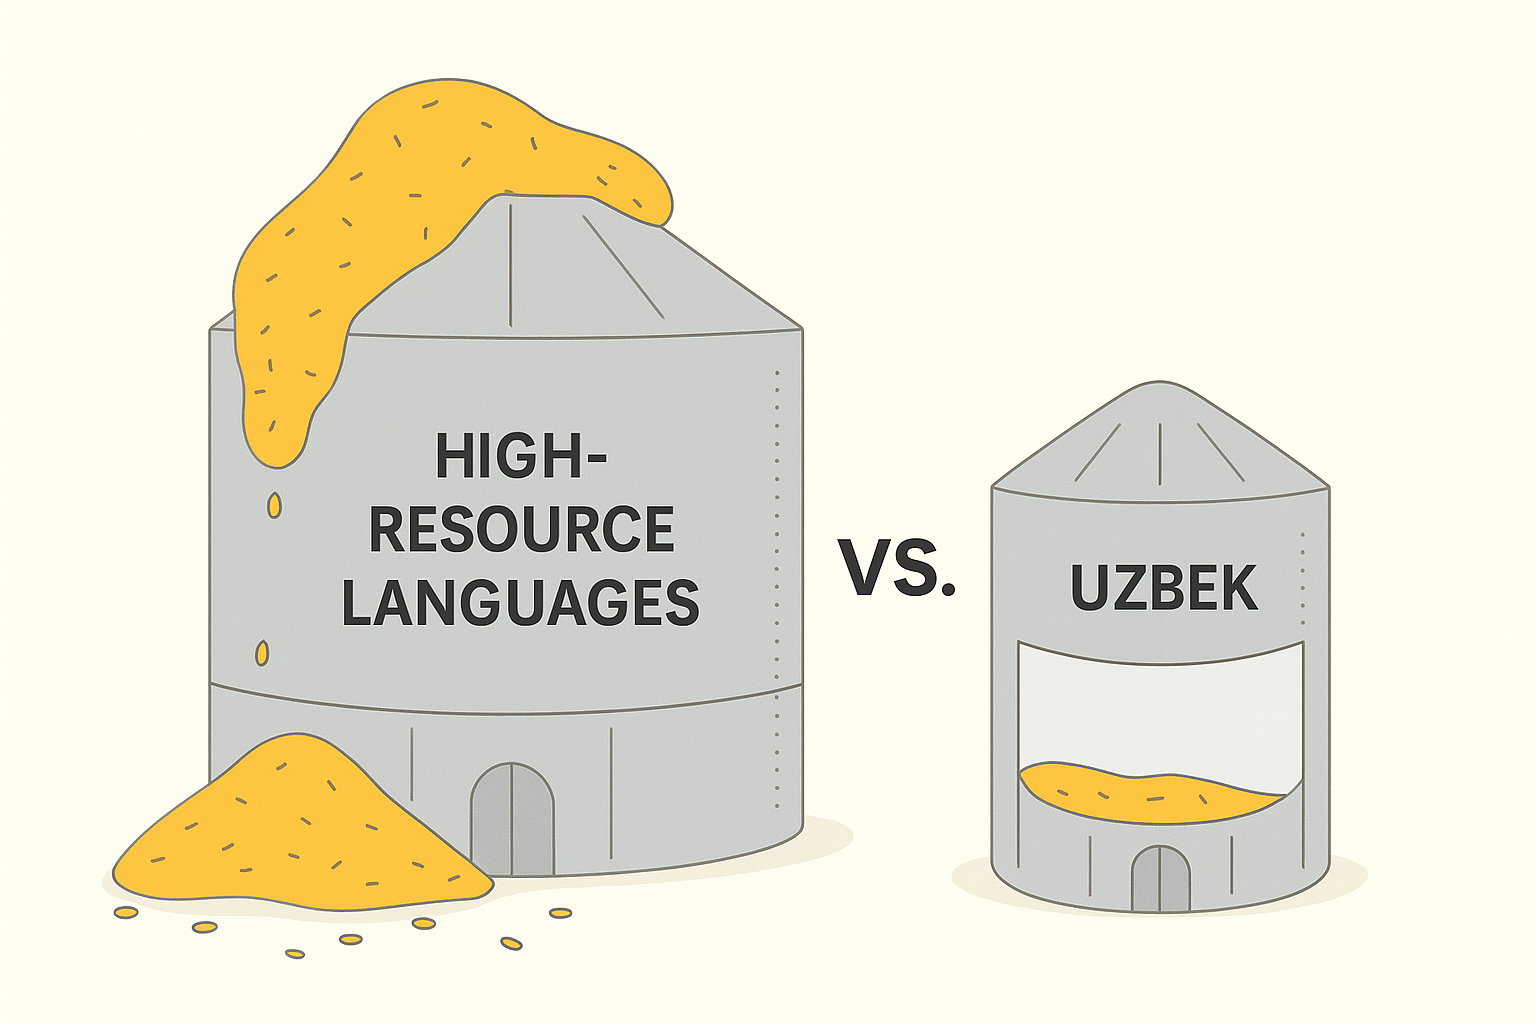 HIGH-
RESOURCE
LANGUAGES
VS.
UZBEK